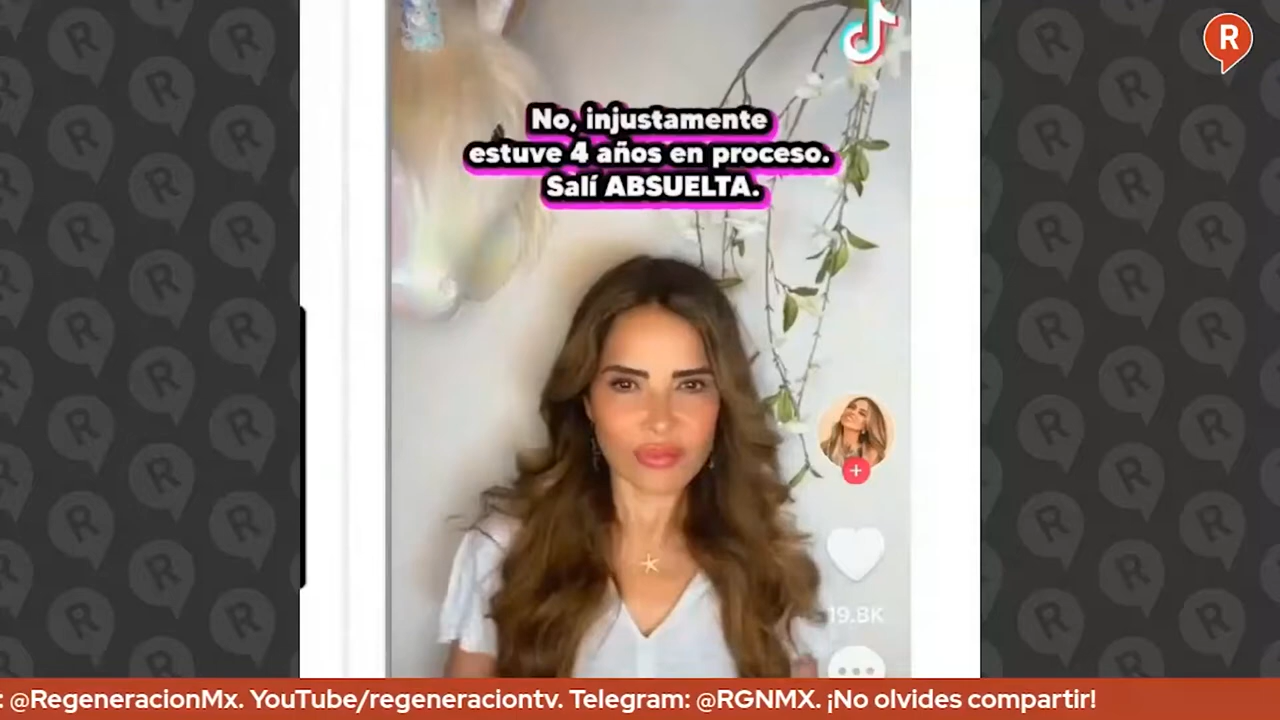 R
No, injustamente
estuve 4 años en proceso.
Salí ABSUELTA.
19.8K
: @RegeneracionMx. YouTube/regeneraciontv. Telegram: @RGNMX. ¡No olvides compartir!